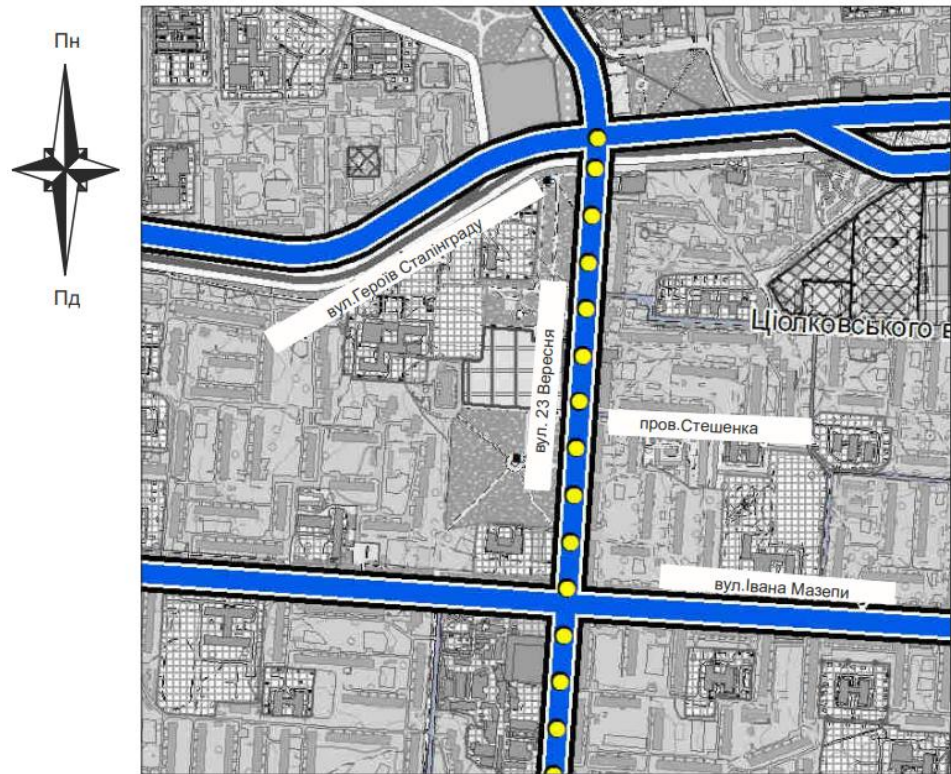 Пн
Пд
вул.Героїв Сталінграду
Ціолковського в
вул. 23 Вересня
пров.Стешенка
вул.Івана Мазепи